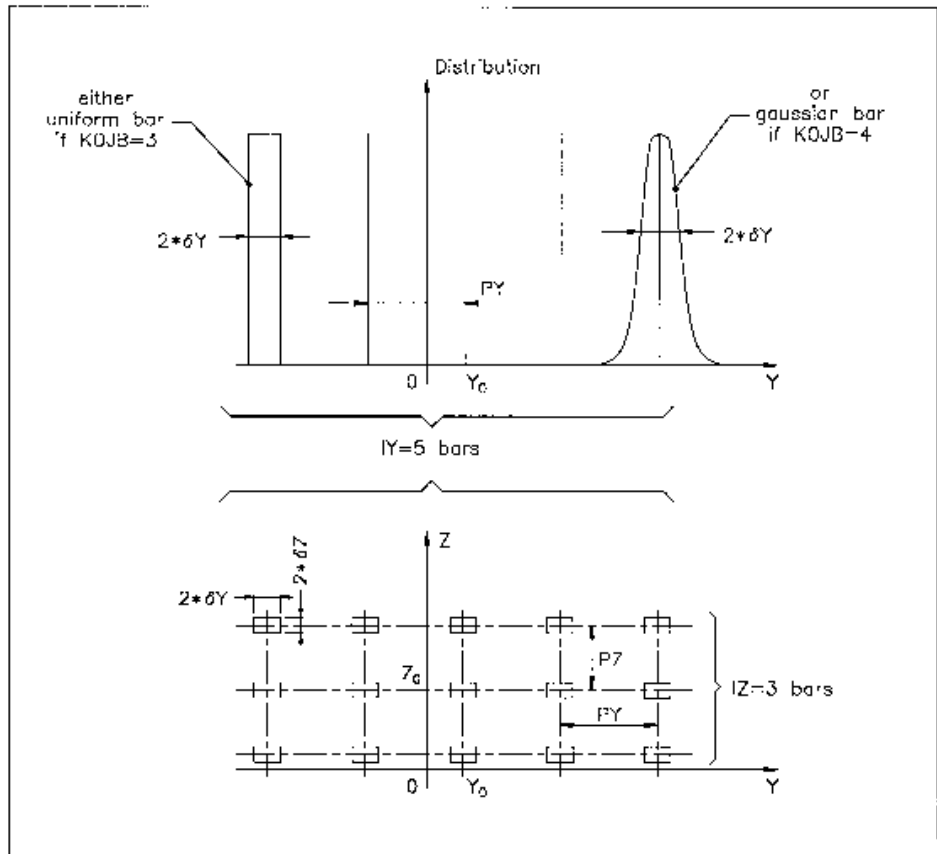 Distribution
either
uniform bar
if KOJB=3
or
gaussian bar
if KOJB=4
2*δY
2*δY
PY
0
Y₀
Y
IY=5 bars
Z
2*δZ
2*δY
Z₀
PZ
IZ=3 bars
PY
0
Y₀
Y